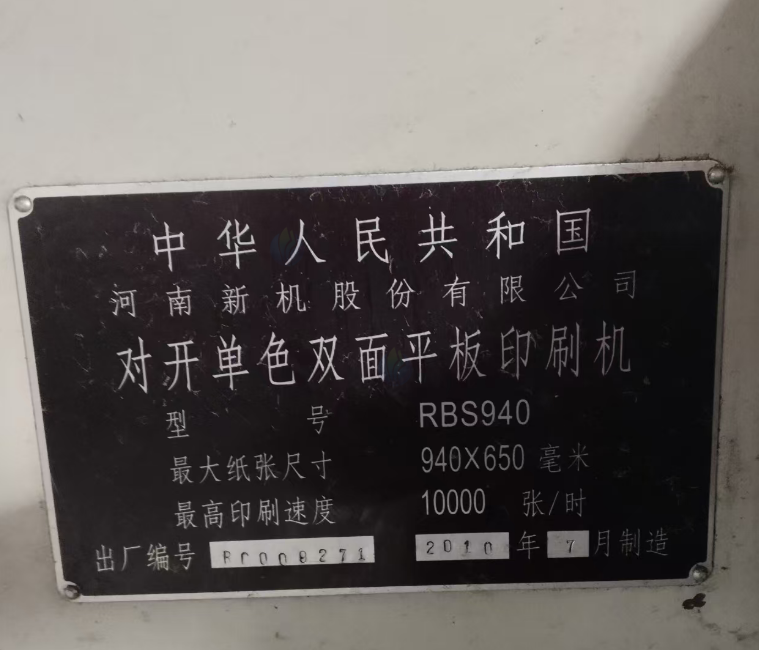 中华人民共和国
河南新机股份有限公司
对开单色双面平板印刷机
型 号 RBS940
最大纸张尺寸 940X650 毫米
最高印刷速度 10000 张/时
出厂编号 2010 年 7 月制造